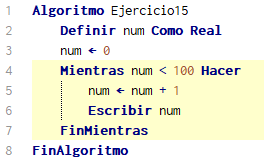 1 Algoritmo Ejercicio15
2 Definir num Como Real
3 num ← 0
4 Mientras num < 100 Hacer
5 num ← num + 1
6 Escribir num
7 FinMientras
8 FinAlgoritmo